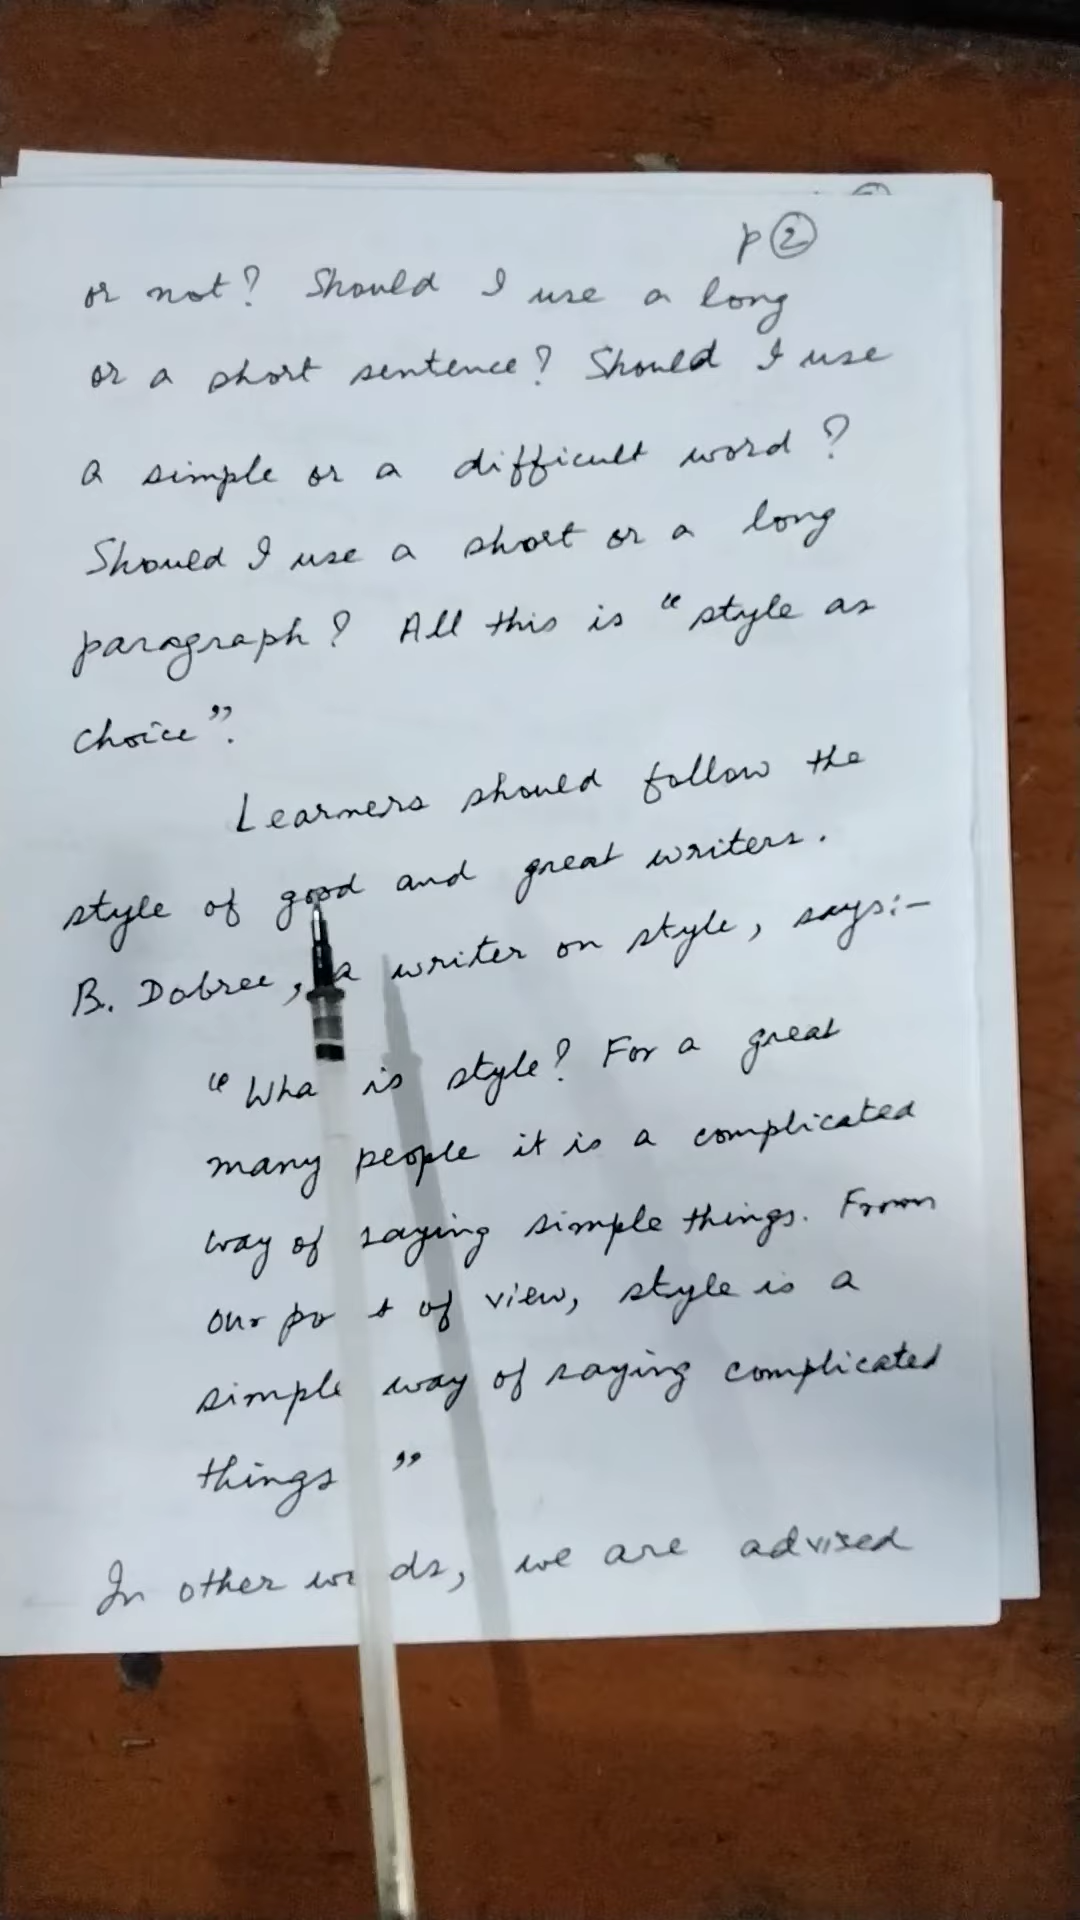 p 2
or not? Should I use a long
or a short sentence? Should I use
a simple or a difficult word?
Should I use a short or a long
paragraph? All this is “style as
choice”.
Learners should follow the
style of good and great writers.
B. Dobree, a writer on style, says:–
“Wha is style? For a great
many people it is a complicated
way of saying simple things. From
our po t of view, style is a
simple way of saying complicated
things ”
In other w ds, we are advised